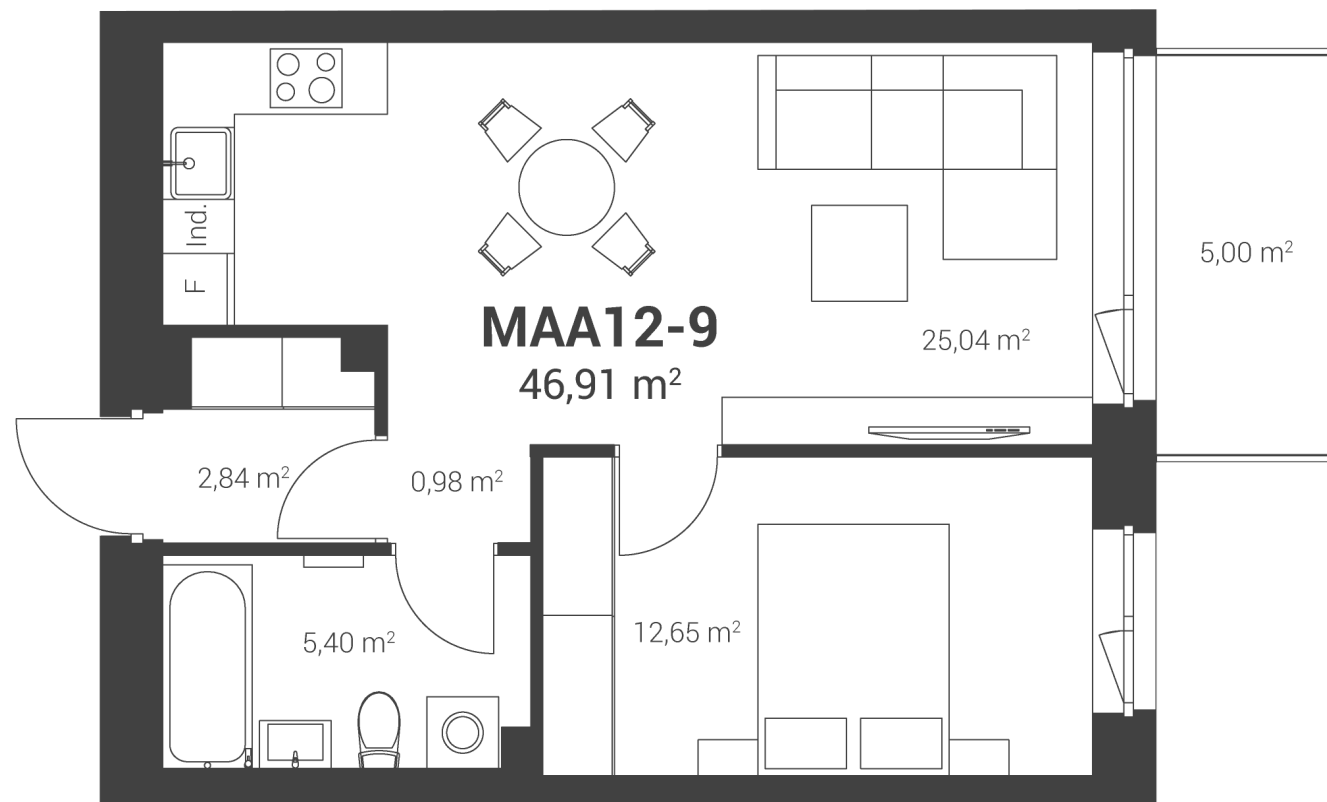 Ind.
F
MAA12-9
46,91 m²
25,04 m²
5,00 m²
2,84 m²
0,98 m²
5,40 m²
12,65 m²